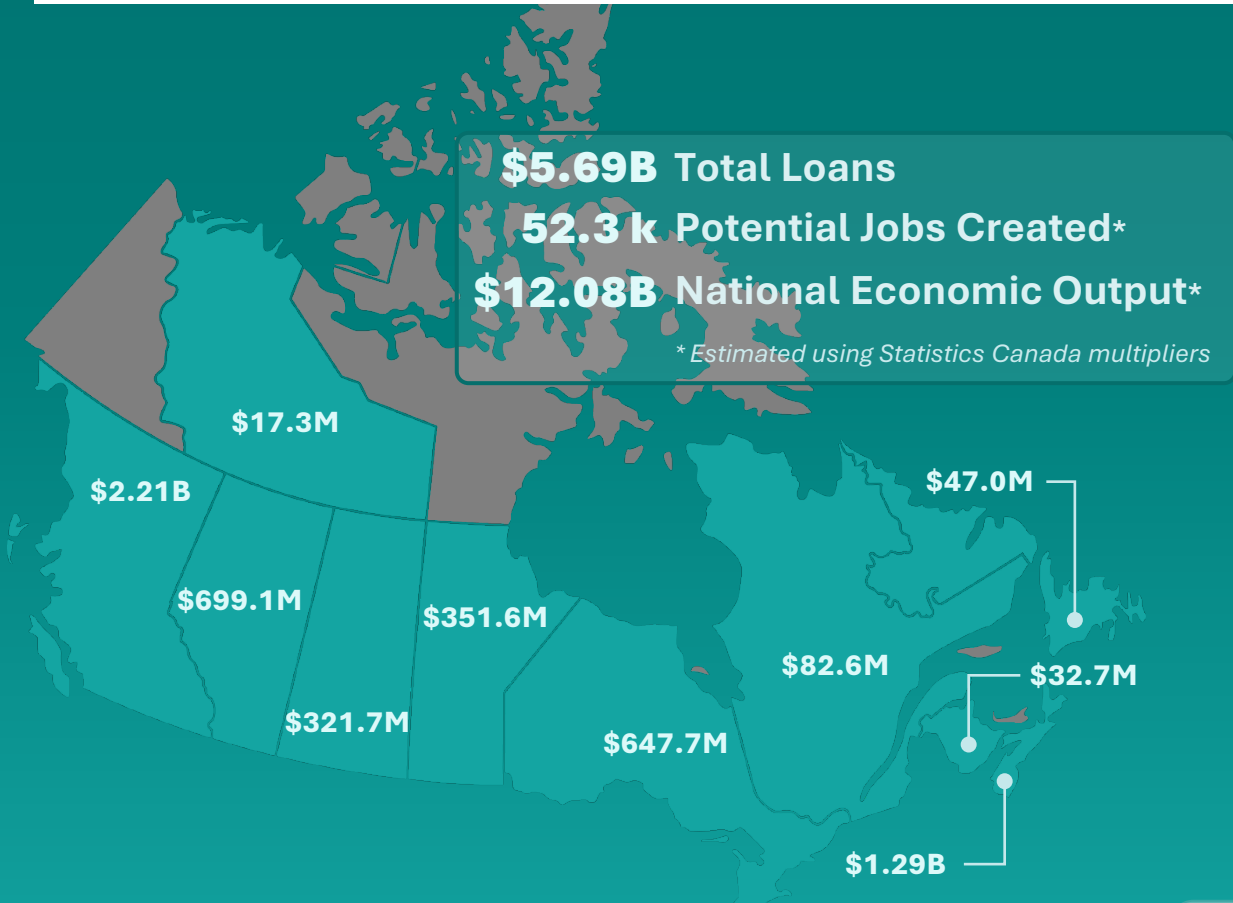 $5.69B Total Loans
52.3 k Potential Jobs Created*
$12.08B National Economic Output*
* Estimated using Statistics Canada multipliers
$17.3M
$2.21B
$47.0M
$699.1M
$351.6M
$82.6M
$32.7M
$321.7M
$647.7M
$1.29B